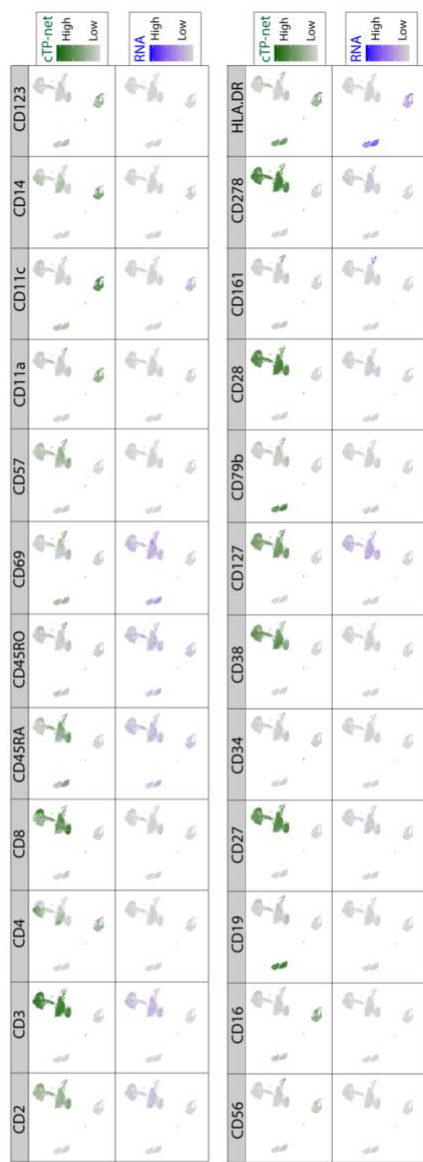 CD2 CD3 CD4 CD8 CD45RA CD45RO CD69 CD57 CD11a CD11c CD14 CD123
cTP-net
High
Low
RNA
High
Low
CD56 CD16 CD19 CD27 CD34 CD38 CD127 CD79b CD28 CD161 CD278 HLA.DR
cTP-net
High
Low
RNA
High
Low